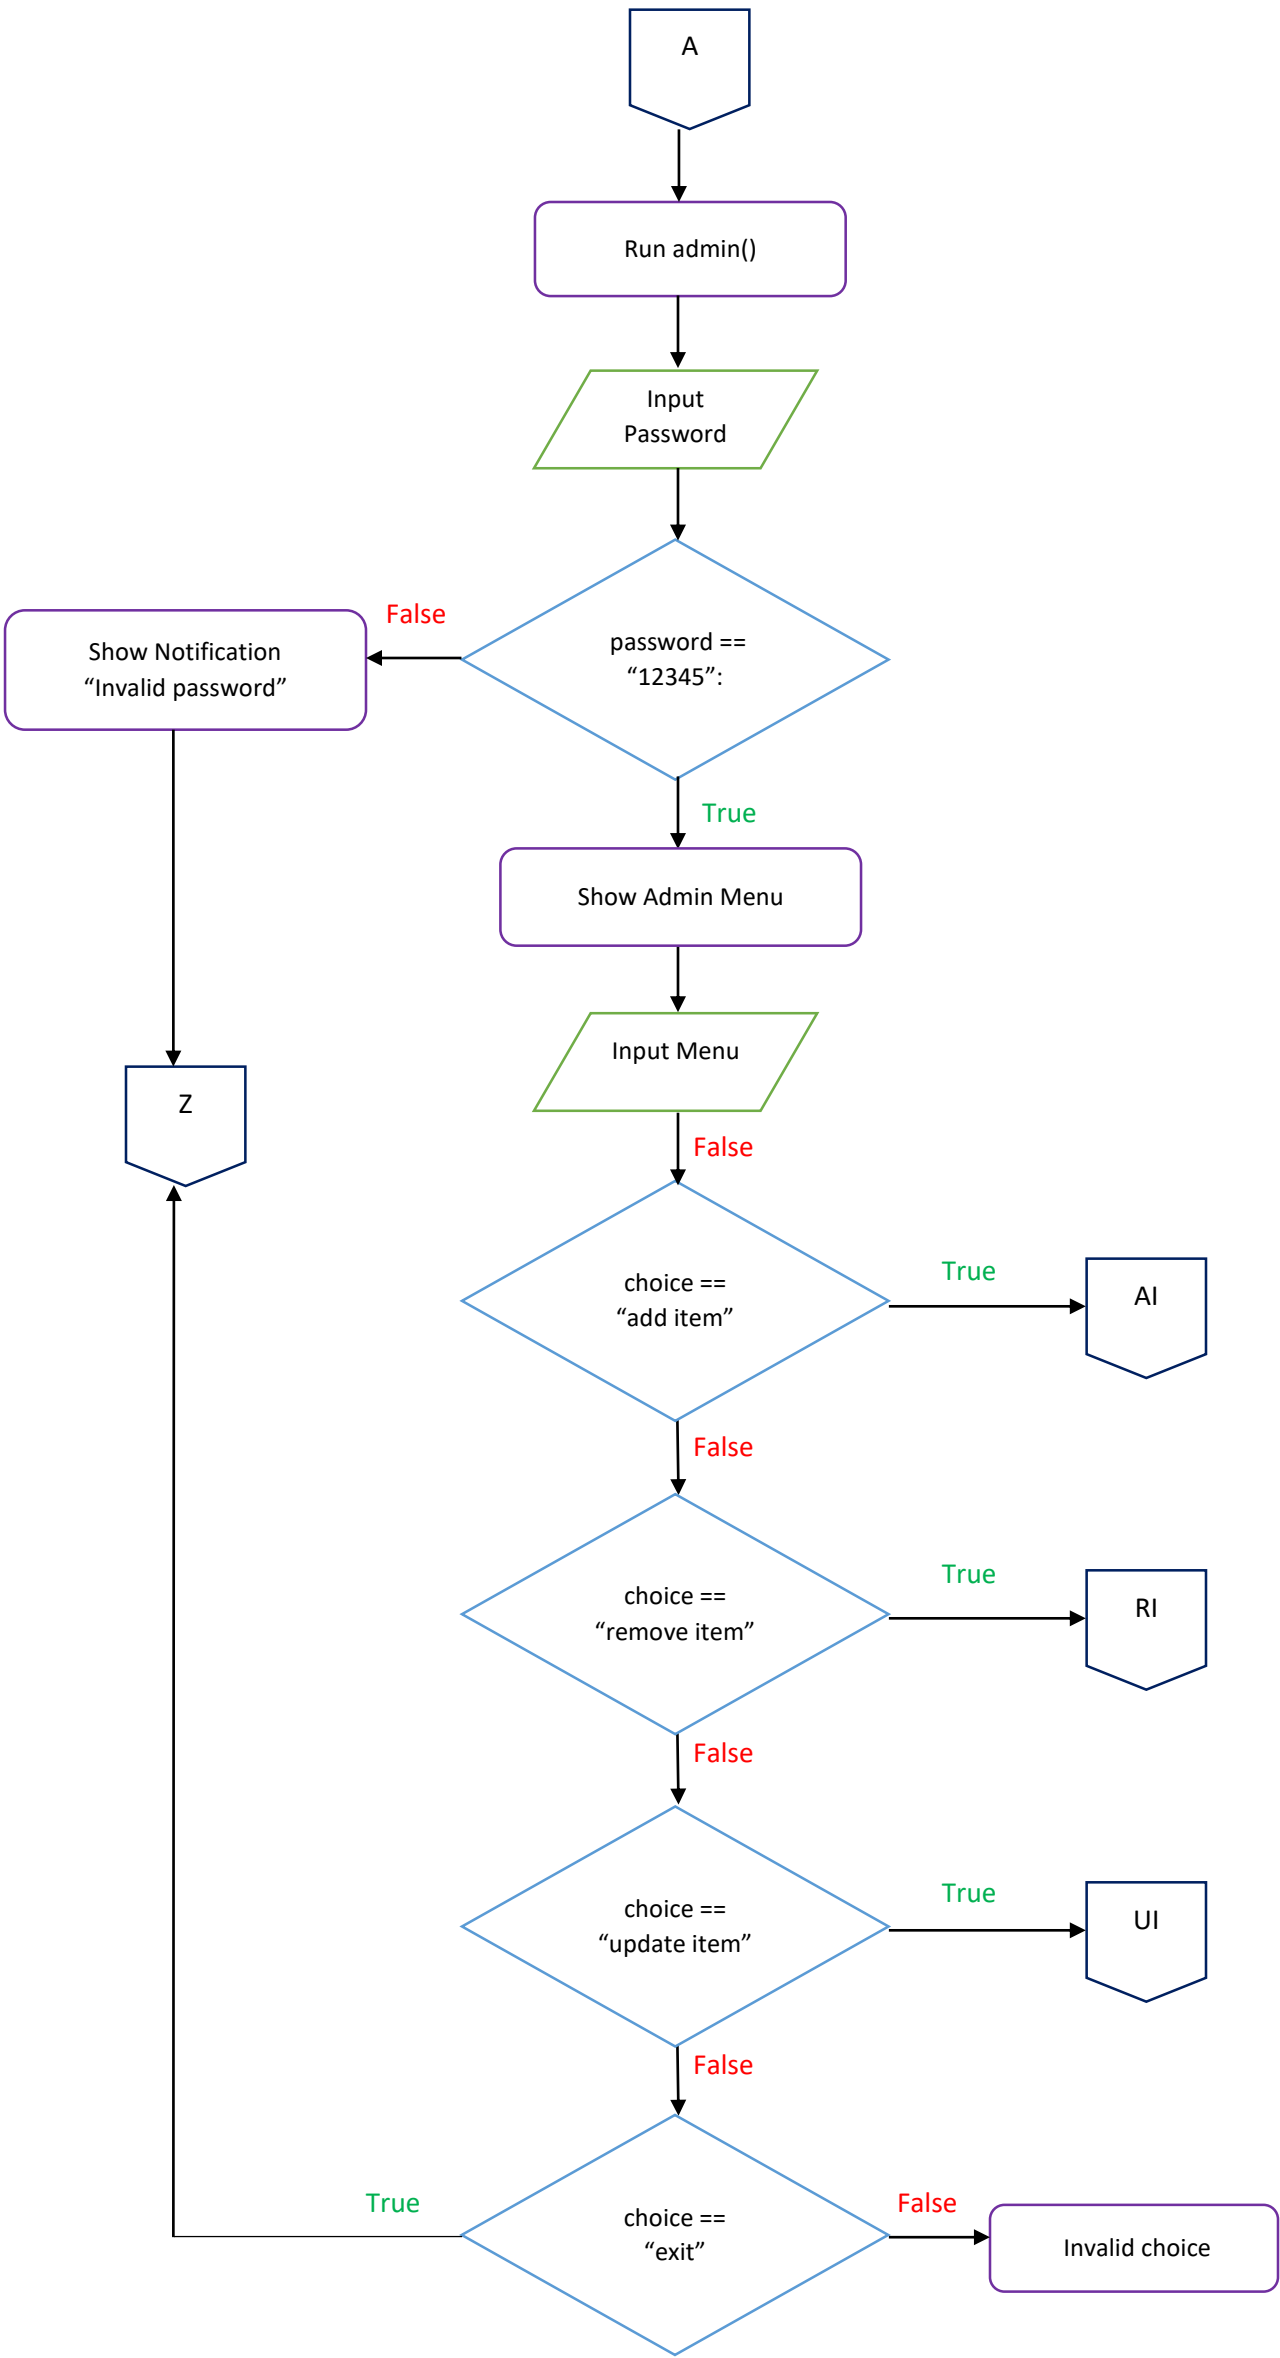 A
Run admin()
Input
Password
False
password ==
“12345”:
Show Notification
“Invalid password”
True
Show Admin Menu
Input Menu
Z
False
choice ==
“add item”
True
AI
False
choice ==
“remove item”
True
RI
False
choice ==
“update item”
True
UI
False
True
choice ==
“exit”
False
Invalid choice